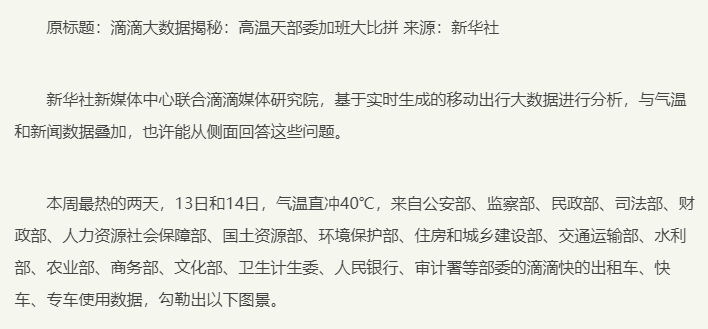 原标题：滴滴大数据揭秘：高温天部委加班大比拼 来源：新华社
新华社新媒体中心联合滴滴媒体研究院，基于实时生成的移动出行大数据进行分析，与气温
和新闻数据叠加，也许能从侧面回答这些问题。
本周最热的两天，13日和14日，气温直冲40℃，来自公安部、监察部、民政部、司法部、财
政部、人力资源社会保障部、国土资源部、环境保护部、住房和城乡建设部、交通运输部、水利
部、农业部、商务部、文化部、卫生计生委、人民银行、审计署等部委的滴滴快的出租车、快
车、专车使用数据，勾勒出以下图景。